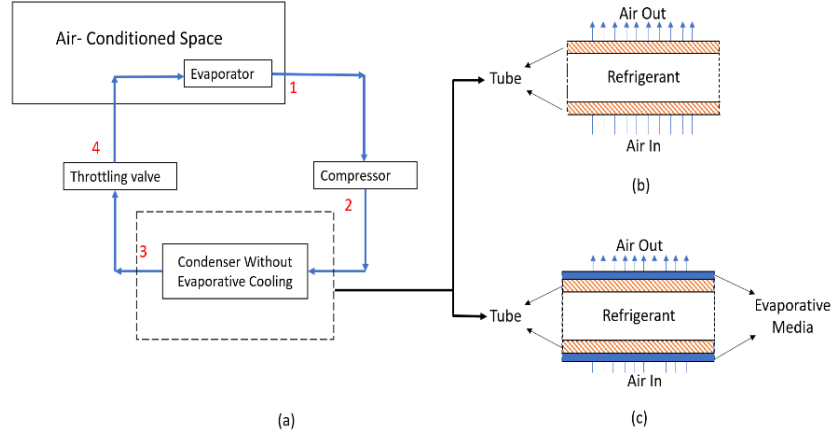 Air- Conditioned Space
Evaporator
1
4
Throttling valve
Compressor
2
3
Condenser Without
Evaporative Cooling
(a)
Air Out
Tube
Refrigerant
Air In
(b)
Air Out
Tube
Refrigerant
Evaporative
Media
Air In
(c)